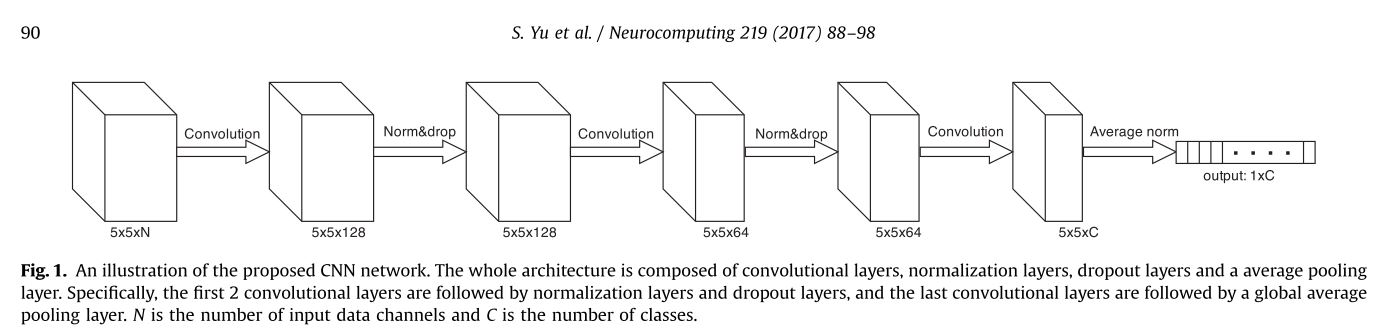 90
S. Yu et al. / Neurocomputing 219 (2017) 88–98
Convolution
Norm&drop
Convolution
Norm&drop
Convolution
Average norm
output: 1xC
5x5xN
5x5x128
5x5x128
5x5x64
5x5x64
5x5xC
Fig. 1. An illustration of the proposed CNN network. The whole architecture is composed of convolutional layers, normalization layers, dropout layers and a average pooling
layer. Specifically, the first 2 convolutional layers are followed by normalization layers and dropout layers, and the last convolutional layers are followed by a global average
pooling layer. N is the number of input data channels and C is the number of classes.